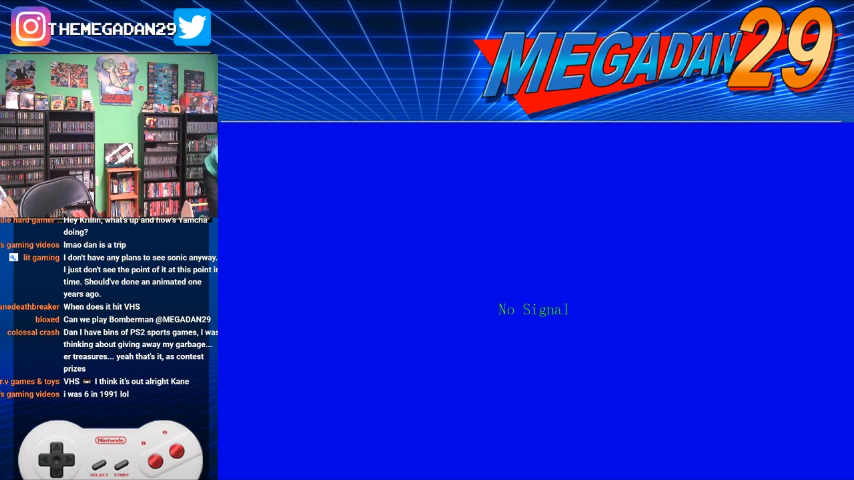 THEMEGADAN29
MEGADAN 29
Hey Krillin, what's up and how's Yamcha
doing?
s gaming videos lmao dan is a trip
lit gaming I don't have any plans to see sonic anyway.
I just don't see the point of it at this point in
time. Should've done an animated one
years ago.
anedeathbreaker When does it hit VHS
bloxed Can we play Bomberman @MEGADAN29
colossal crash Dan I have bins of PS2 sports games, I was
thinking about giving away my garbage...
er treasures... yeah that's it, as contest
prizes
r.v games & toys VHS I think it's out alright Kane
's gaming videos i was 6 in 1991 lol
No Signal
Nintendo
B A
SELECT START